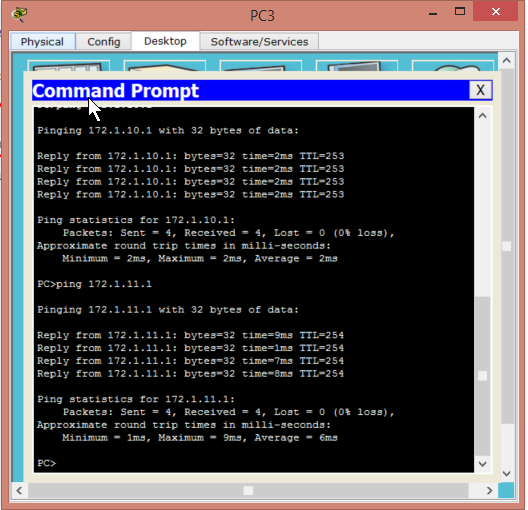 PC3
Physical Config Desktop Software/Services
Command Prompt X
Pinging 172.1.10.1 with 32 bytes of data:
Reply from 172.1.10.1: bytes=32 time=2ms TTL=253
Reply from 172.1.10.1: bytes=32 time=2ms TTL=253
Reply from 172.1.10.1: bytes=32 time=2ms TTL=253
Reply from 172.1.10.1: bytes=32 time=2ms TTL=253
Ping statistics for 172.1.10.1:
Packets: Sent = 4, Received = 4, Lost = 0 (0% loss),
Approximate round trip times in milli-seconds:
Minimum = 2ms, Maximum = 2ms, Average = 2ms
PC>ping 172.1.11.1
Pinging 172.1.11.1 with 32 bytes of data:
Reply from 172.1.11.1: bytes=32 time=9ms TTL=254
Reply from 172.1.11.1: bytes=32 time=1ms TTL=254
Reply from 172.1.11.1: bytes=32 time=7ms TTL=254
Reply from 172.1.11.1: bytes=32 time=8ms TTL=254
Ping statistics for 172.1.11.1:
Packets: Sent = 4, Received = 4, Lost = 0 (0% loss),
Approximate round trip times in milli-seconds:
Minimum = 1ms, Maximum = 9ms, Average = 6ms
PC>